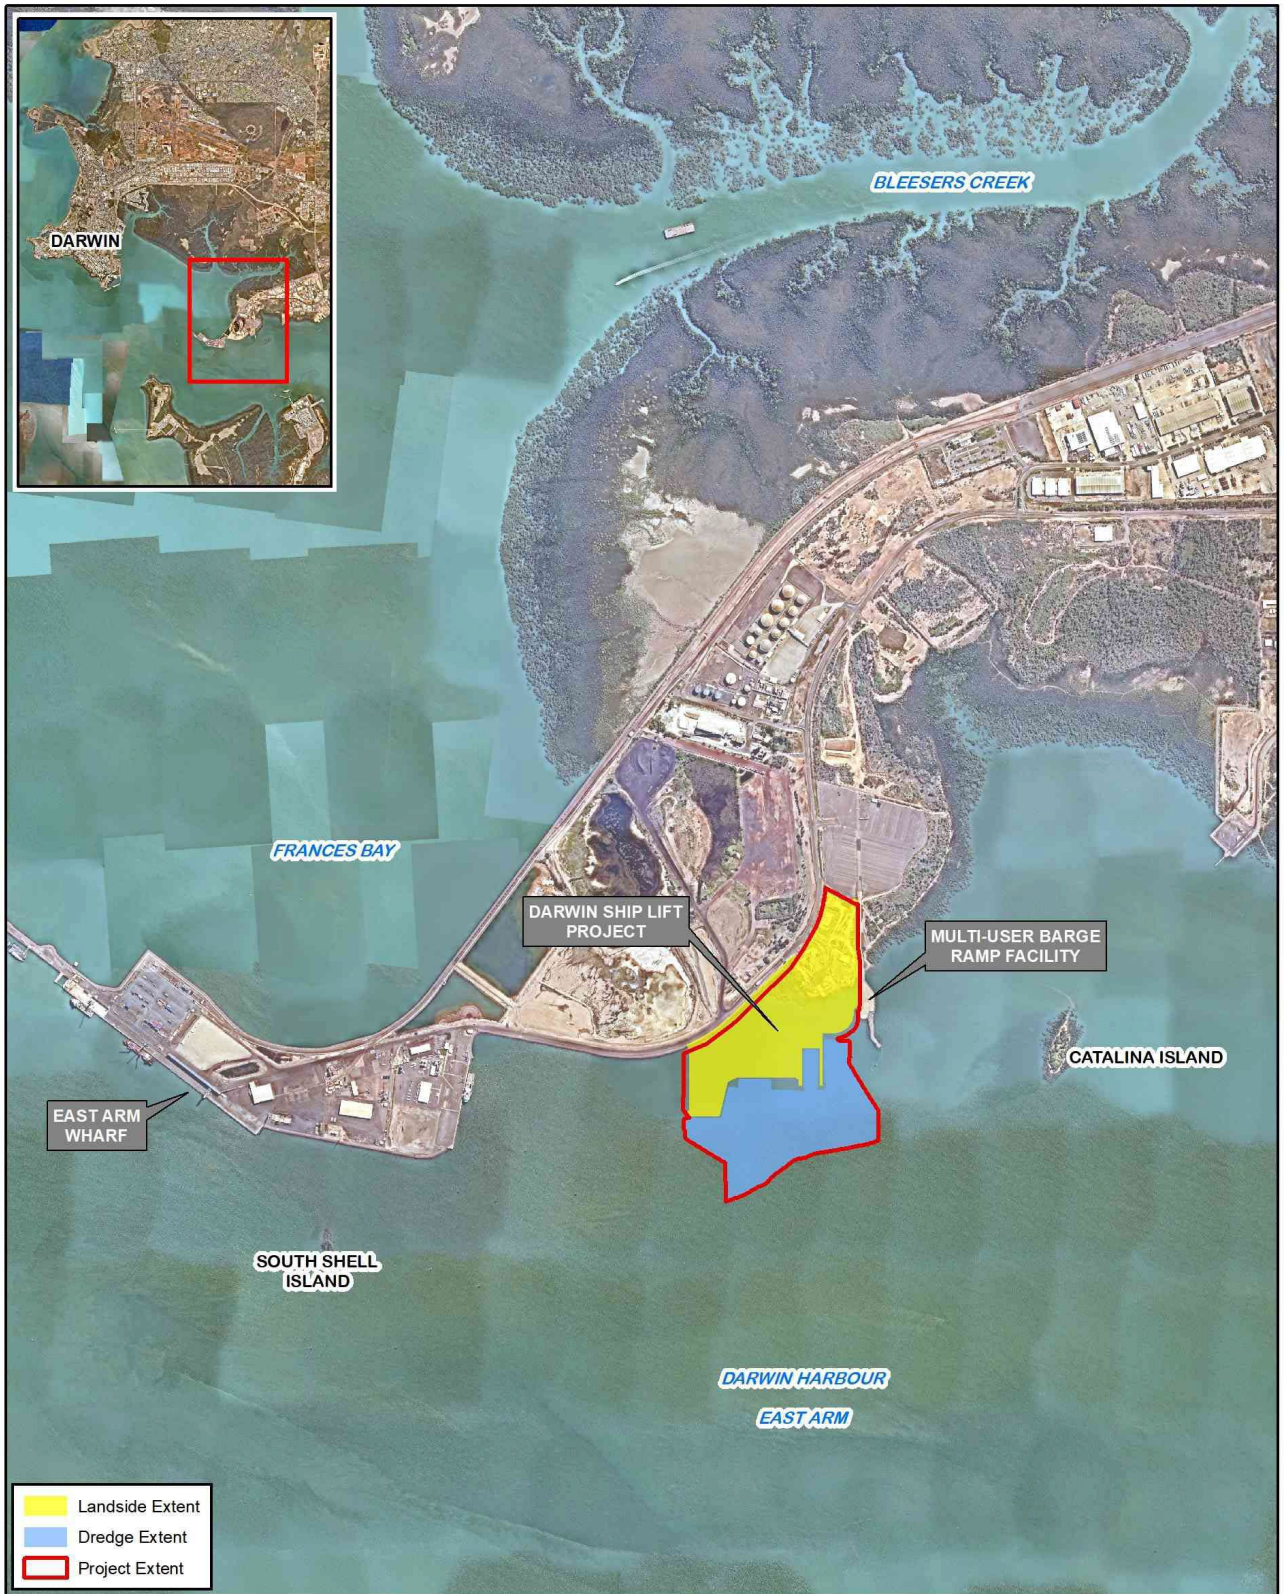 DARWIN
BLEESERS CREEK
FRANCES BAY
DARWIN SHIP LIFT
PROJECT
MULTI-USER BARGE
RAMP FACILITY
CATALINA ISLAND
EAST ARM
WHARF
SOUTH SHELL
ISLAND
DARWIN HARBOUR
EAST ARM
Landside Extent
Dredge Extent
Project Extent